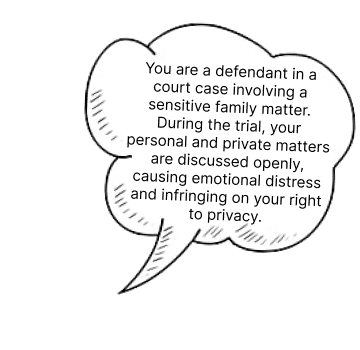 You are a defendant in a
court case involving a
sensitive family matter.
During the trial, your
personal and private matters
are discussed openly,
causing emotional distress
and infringing on your right
to privacy.